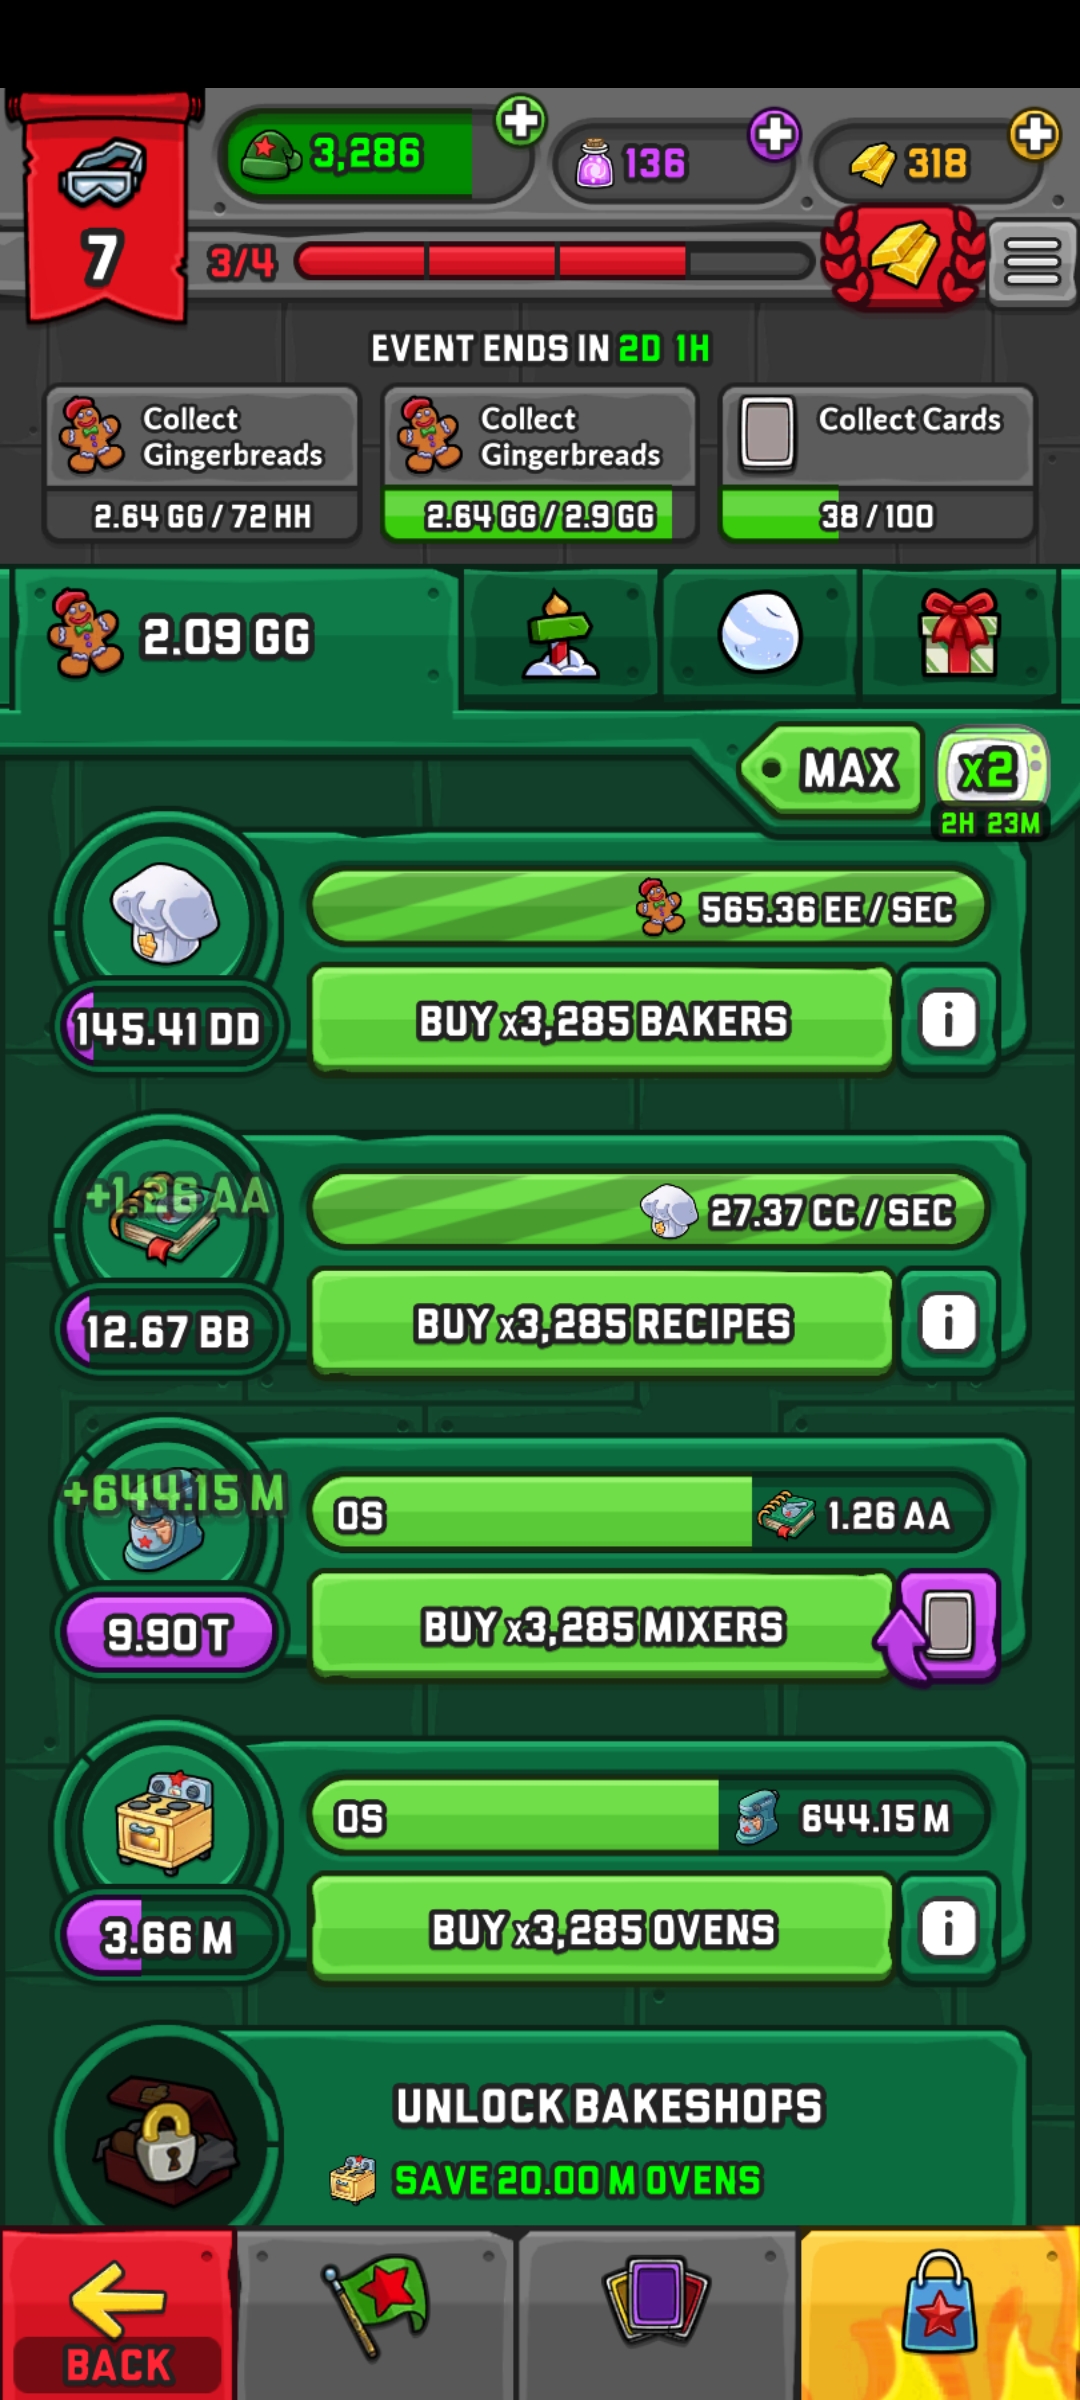 3,286
136
318
7
3/4
EVENT ENDS IN 2D 1H
Collect Gingerbreads
2.64 GG / 72 HH
Collect Gingerbreads
2.64 GG / 2.9 GG
Collect Cards
38 / 100
2.09 GG
MAX
x2
2H 23M
565.36 EE / SEC
145.41 DD
BUY x3,285 BAKERS
i
+1.26 AA
27.37 CC / SEC
12.67 BB
BUY x3,285 RECIPES
i
+644.15 M
0S
1.26 AA
9.90 T
BUY x3,285 MIXERS
0S
644.15 M
3.66 M
BUY x3,285 OVENS
i
UNLOCK BAKESHOPS
SAVE 20.00 M OVENS
BACK